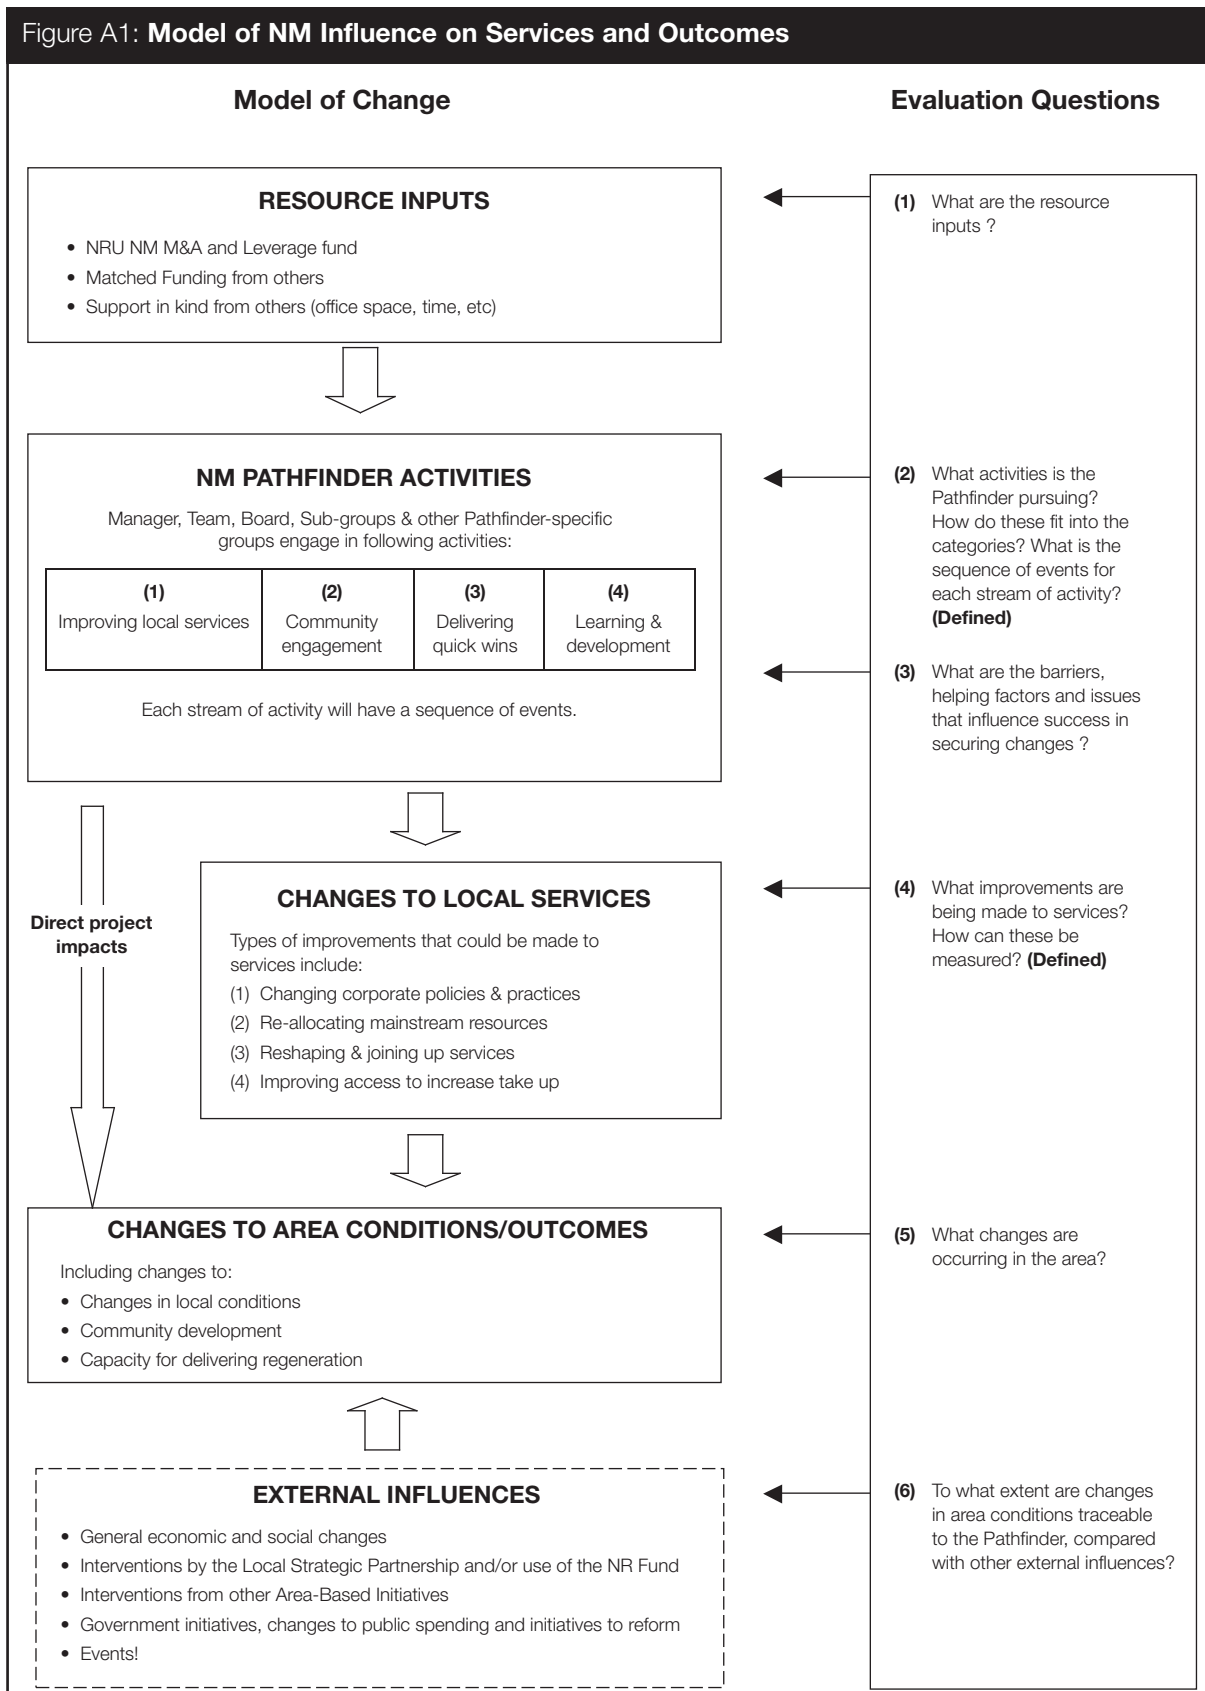 Figure A1: Model of NM Influence on Services and Outcomes
Model of Change
Evaluation Questions
RESOURCE INPUTS
• NRU NM M&A and Leverage fund
• Matched Funding from others
• Support in kind from others (office space, time, etc)
(1) What are the resource
inputs ?
NM PATHFINDER ACTIVITIES
Manager, Team, Board, Sub-groups & other Pathfinder-specific
groups engage in following activities:
(1)
Improving local services
(2)
Community
engagement
(3)
Delivering
quick wins
(4)
Learning &
development
Each stream of activity will have a sequence of events.
(2) What activities is the
Pathfinder pursuing?
How do these fit into the
categories? What is the
sequence of events for
each stream of activity?
(Defined)
(3) What are the barriers,
helping factors and issues
that influence success in
securing changes ?
Direct project
impacts
CHANGES TO LOCAL SERVICES
Types of improvements that could be made to
services include:
(1) Changing corporate policies & practices
(2) Re-allocating mainstream resources
(3) Reshaping & joining up services
(4) Improving access to increase take up
(4) What improvements are
being made to services?
How can these be
measured? (Defined)
CHANGES TO AREA CONDITIONS/OUTCOMES
Including changes to:
• Changes in local conditions
• Community development
• Capacity for delivering regeneration
(5) What changes are
occurring in the area?
EXTERNAL INFLUENCES
• General economic and social changes
• Interventions by the Local Strategic Partnership and/or use of the NR Fund
• Interventions from other Area-Based Initiatives
• Government initiatives, changes to public spending and initiatives to reform
• Events!
(6) To what extent are changes
in area conditions traceable
to the Pathfinder, compared
with other external influences?